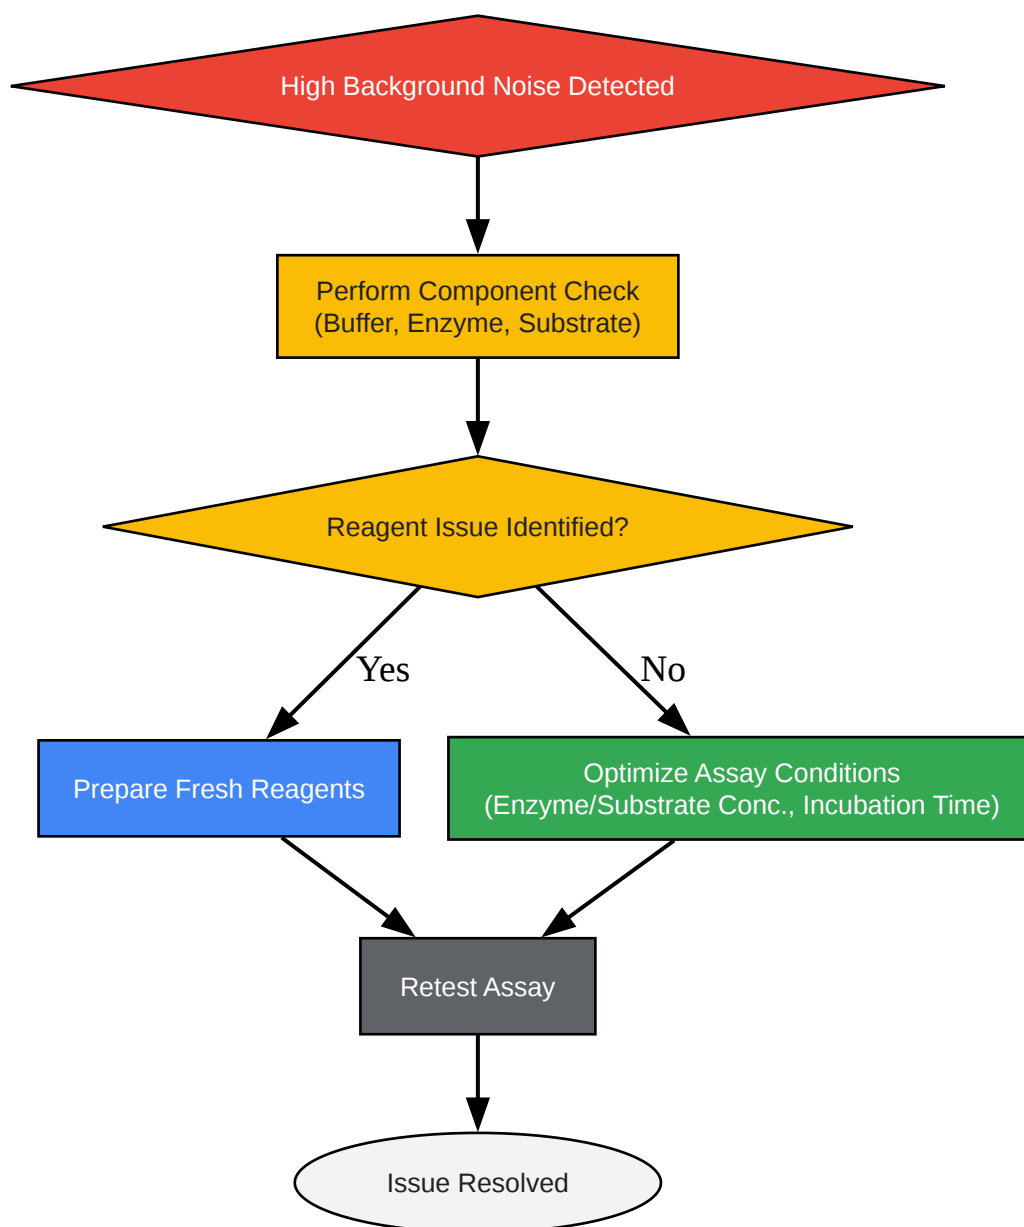 High Background Noise Detected
Perform Component Check
(Buffer, Enzyme, Substrate)
Reagent Issue Identified?
Yes
No
Prepare Fresh Reagents
Optimize Assay Conditions
(Enzyme/Substrate Conc., Incubation Time)
Retest Assay
Issue Resolved